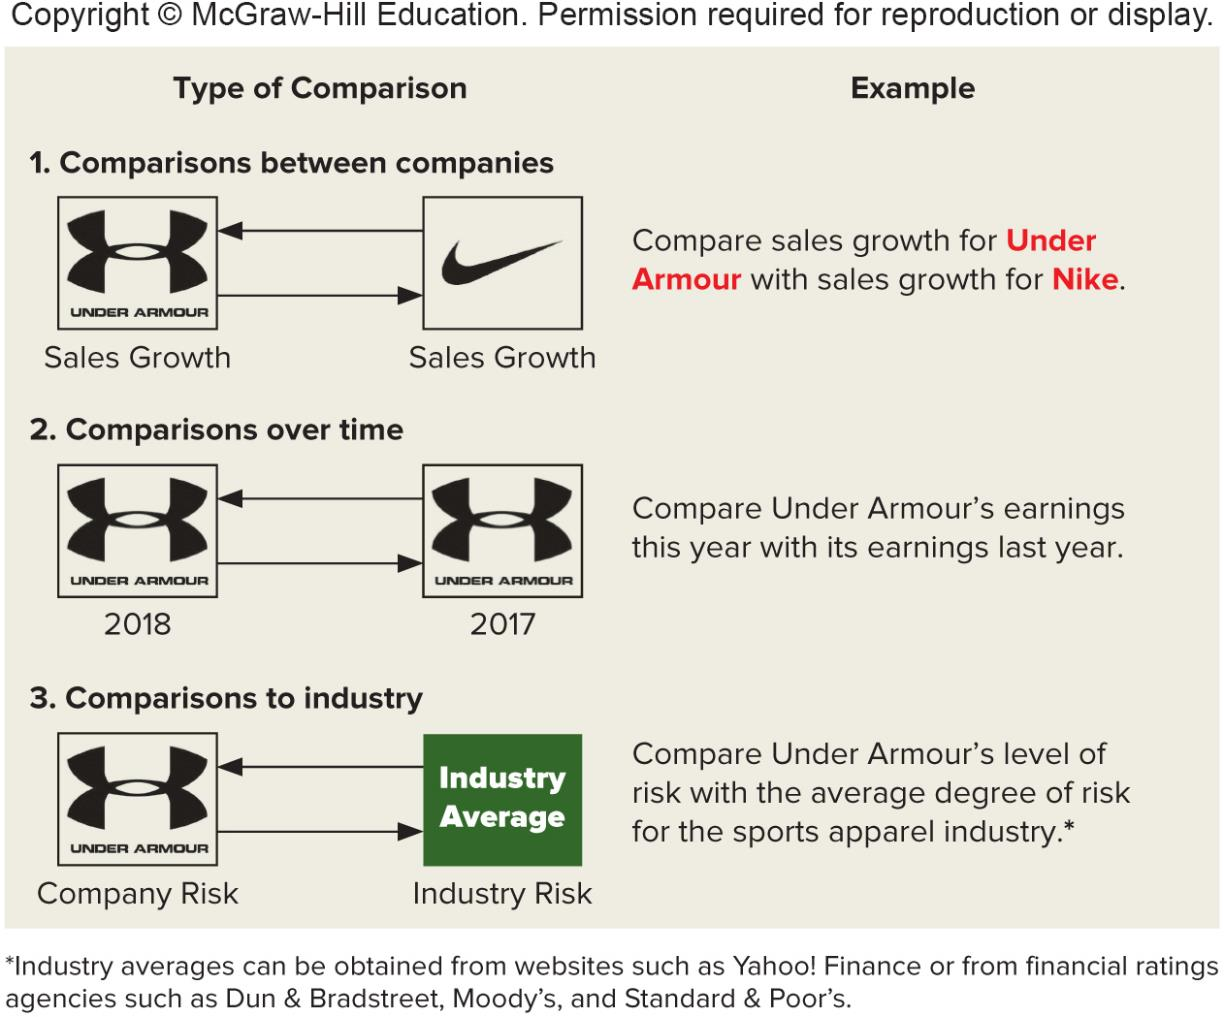 Copyright © McGraw-Hill Education. Permission required for reproduction or display.
Type of Comparison
Example
1. Comparisons between companies
UNDER ARMOUR
Sales Growth
Sales Growth
Compare sales growth for Under
Armour with sales growth for Nike.
2. Comparisons over time
UNDER ARMOUR
UNDER ARMOUR
2018
2017
Compare Under Armour’s earnings
this year with its earnings last year.
3. Comparisons to industry
UNDER ARMOUR
Industry
Average
Company Risk
Industry Risk
Compare Under Armour’s level of
risk with the average degree of risk
for the sports apparel industry.*
*Industry averages can be obtained from websites such as Yahoo! Finance or from financial ratings
agencies such as Dun & Bradstreet, Moody’s, and Standard & Poor’s.